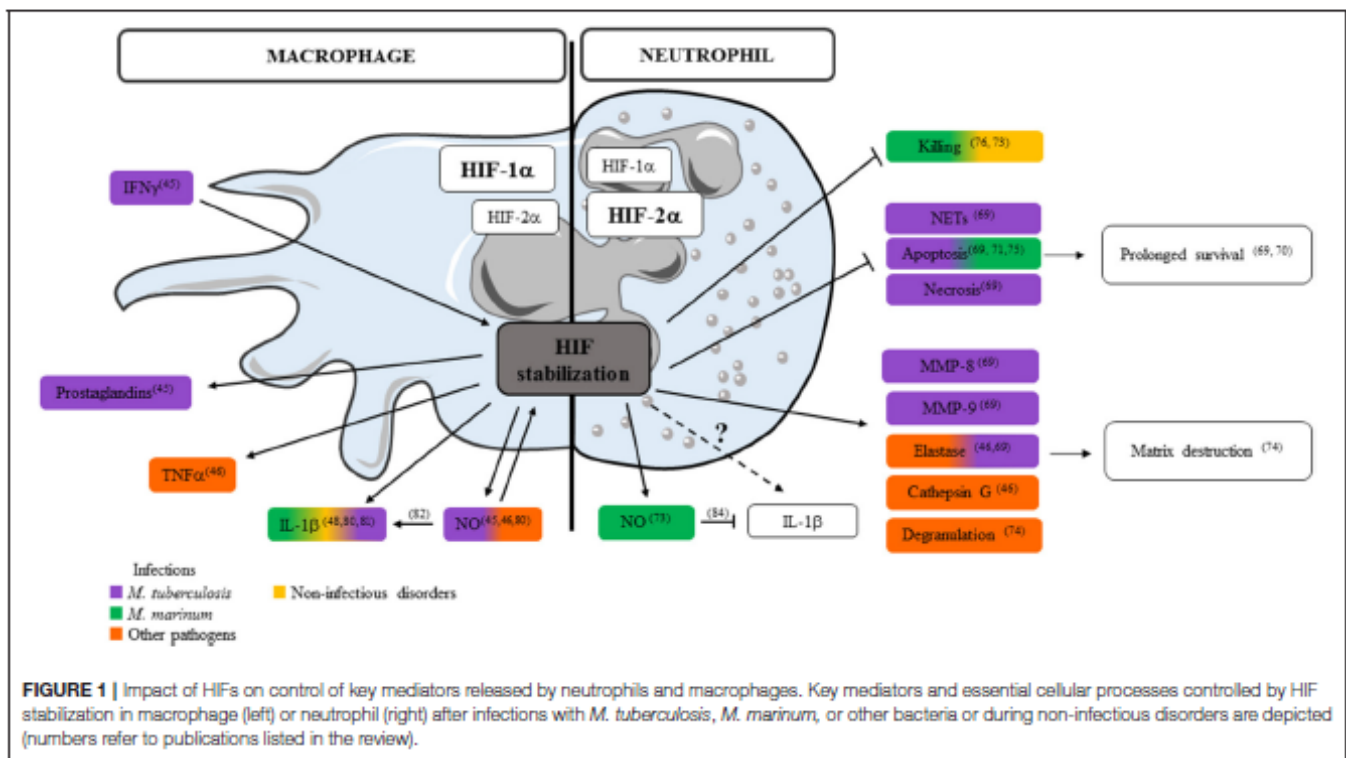 MACROPHAGE
NEUTROPHIL
HIF-1α
HIF-2α
HIF-1α
HIF-2α
IFNγ(45)
HIF
stabilization
Prostaglandins(45)
TNFα(46)
IL-1β (48,80,81)
(82)
NO(45,46,80)
NO (73)
(84)
IL-1β
?
Killing (76, 73)
NETs (69)
Apoptosis(69, 71,75)
Necrosis(69)
Prolonged survival (69, 70)
MMP-8 (69)
MMP-9 (69)
Elastase (46,69)
Cathepsin G (46)
Degranulation (74)
Matrix destruction (74)
Infections
M. tuberculosis
Non-infectious disorders
M. marinum
Other pathogens
FIGURE 1 | Impact of HIFs on control of key mediators released by neutrophils and macrophages. Key mediators and essential cellular processes controlled by HIF
stabilization in macrophage (left) or neutrophil (right) after infections with M. tuberculosis, M. marinum, or other bacteria or during non-infectious disorders are depicted
(numbers refer to publications listed in the review).